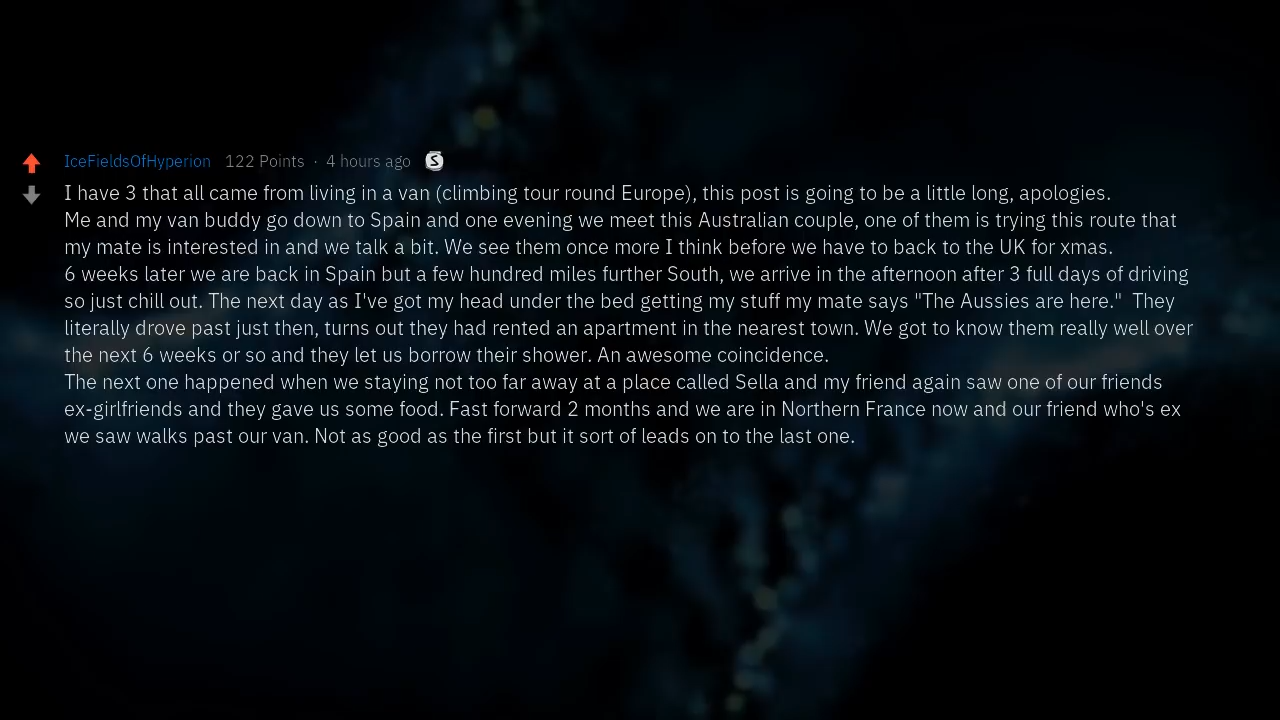 IceFieldsOfHyperion 122 Points · 4 hours ago S
I have 3 that all came from living in a van (climbing tour round Europe), this post is going to be a little long, apologies.
Me and my van buddy go down to Spain and one evening we meet this Australian couple, one of them is trying this route that
my mate is interested in and we talk a bit. We see them once more I think before we have to back to the UK for xmas.
6 weeks later we are back in Spain but a few hundred miles further South, we arrive in the afternoon after 3 full days of driving
so just chill out. The next day as I've got my head under the bed getting my stuff my mate says "The Aussies are here."  They
literally drove past just then, turns out they had rented an apartment in the nearest town. We got to know them really well over
the next 6 weeks or so and they let us borrow their shower. An awesome coincidence.
The next one happened when we staying not too far away at a place called Sella and my friend again saw one of our friends
ex-girlfriends and they gave us some food. Fast forward 2 months and we are in Northern France now and our friend who's ex
we saw walks past our van. Not as good as the first but it sort of leads on to the last one.